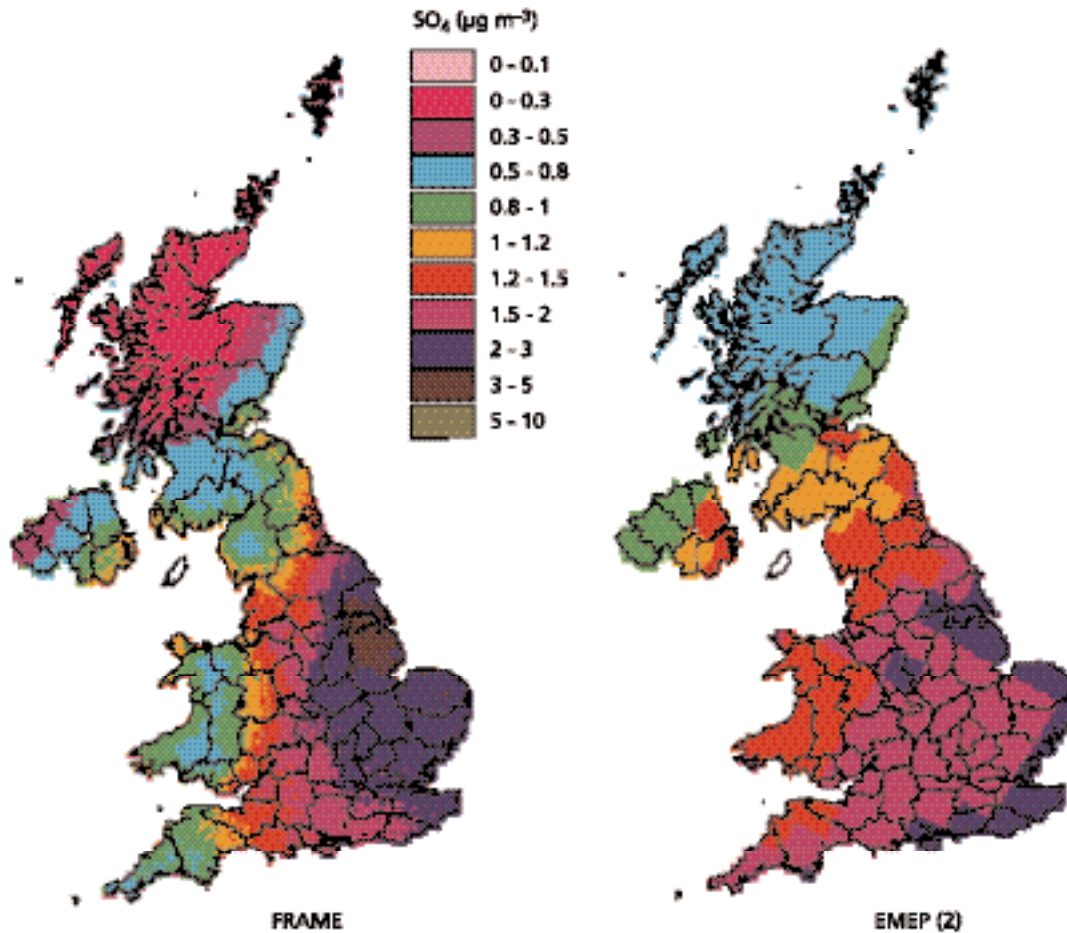 SO₄ (µg m⁻³)
0 – 0.1
0 – 0.3
0.3 – 0.5
0.5 – 0.8
0.8 – 1
1 – 1.2
1.2 – 1.5
1.5 – 2
2 – 3
3 – 5
5 – 10
FRAME
EMEP (2)